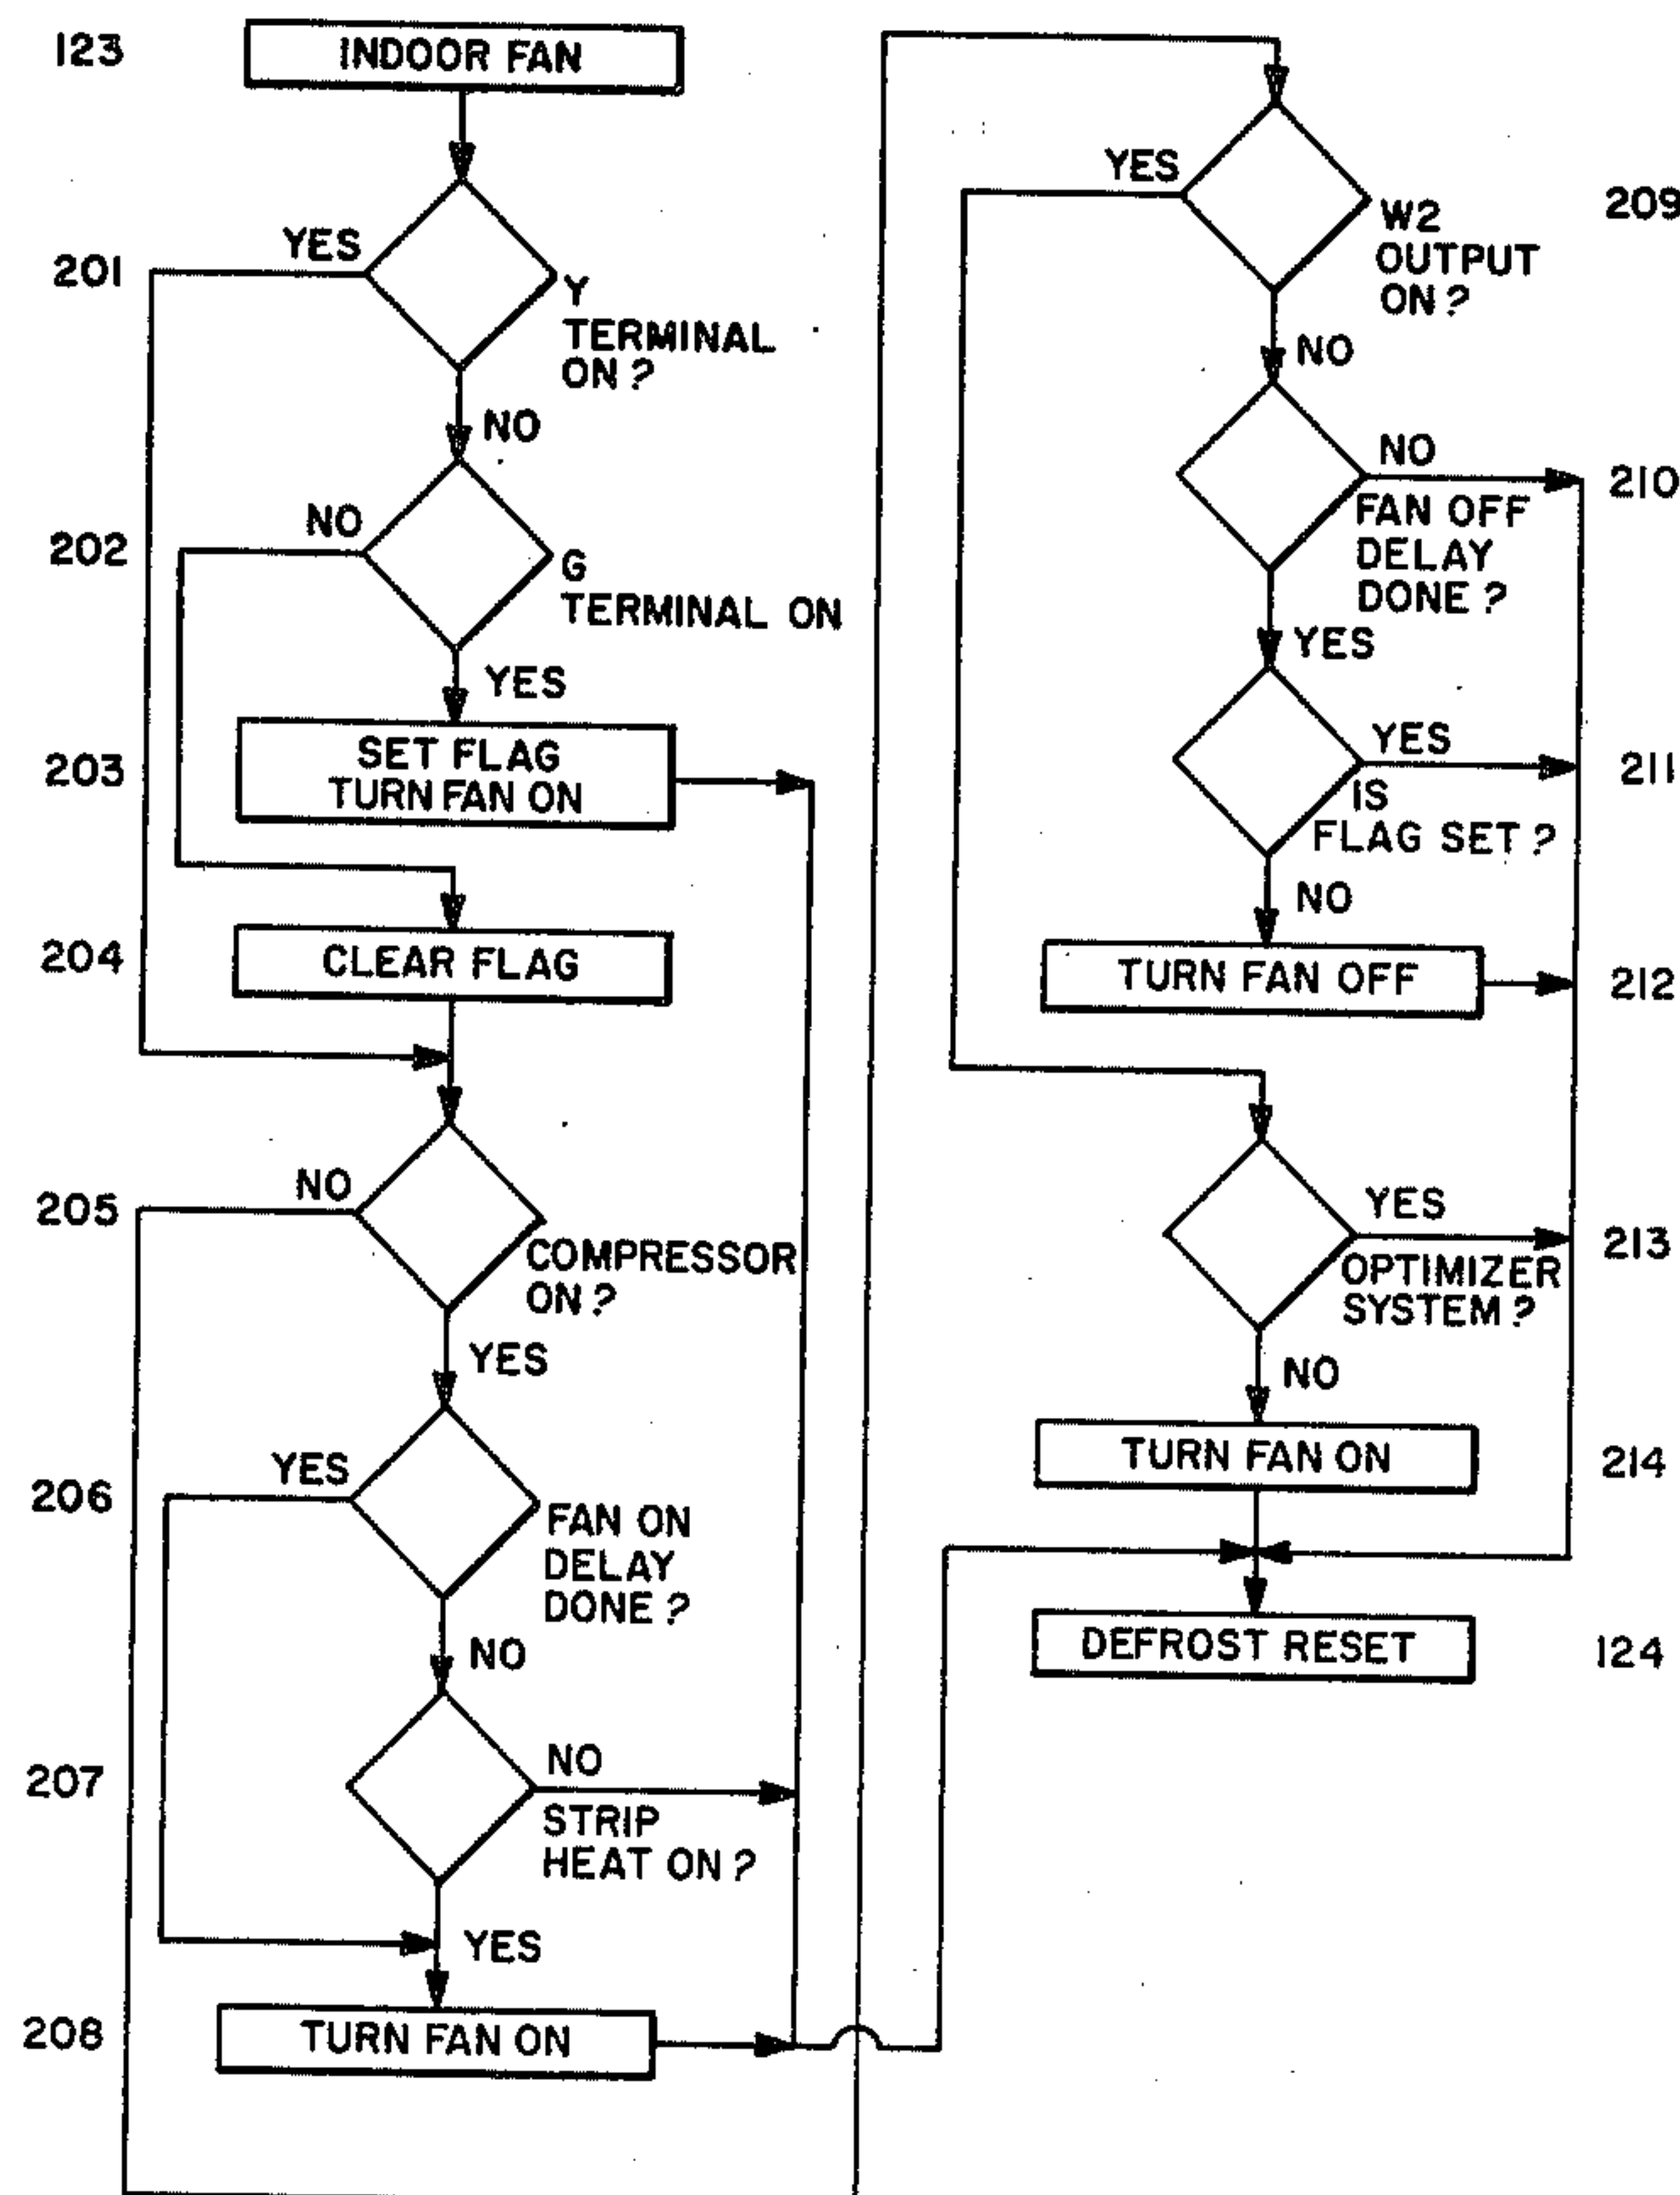 123
INDOOR FAN
201
YES
Y
TERMINAL
ON?
NO
202
NO
G
TERMINAL ON
YES
203
SET FLAG
TURN FAN ON
204
CLEAR FLAG
205
NO
COMPRESSOR
ON?
YES
206
YES
FAN ON
DELAY
DONE?
NO
207
NO
STRIP
HEAT ON?
YES
208
TURN FAN ON
YES
209
W2
OUTPUT
ON?
NO
NO
210
FAN OFF
DELAY
DONE?
YES
YES
211
IS
FLAG SET?
NO
TURN FAN OFF
212
YES
213
OPTIMIZER
SYSTEM?
NO
TURN FAN ON
214
DEFROST RESET
124